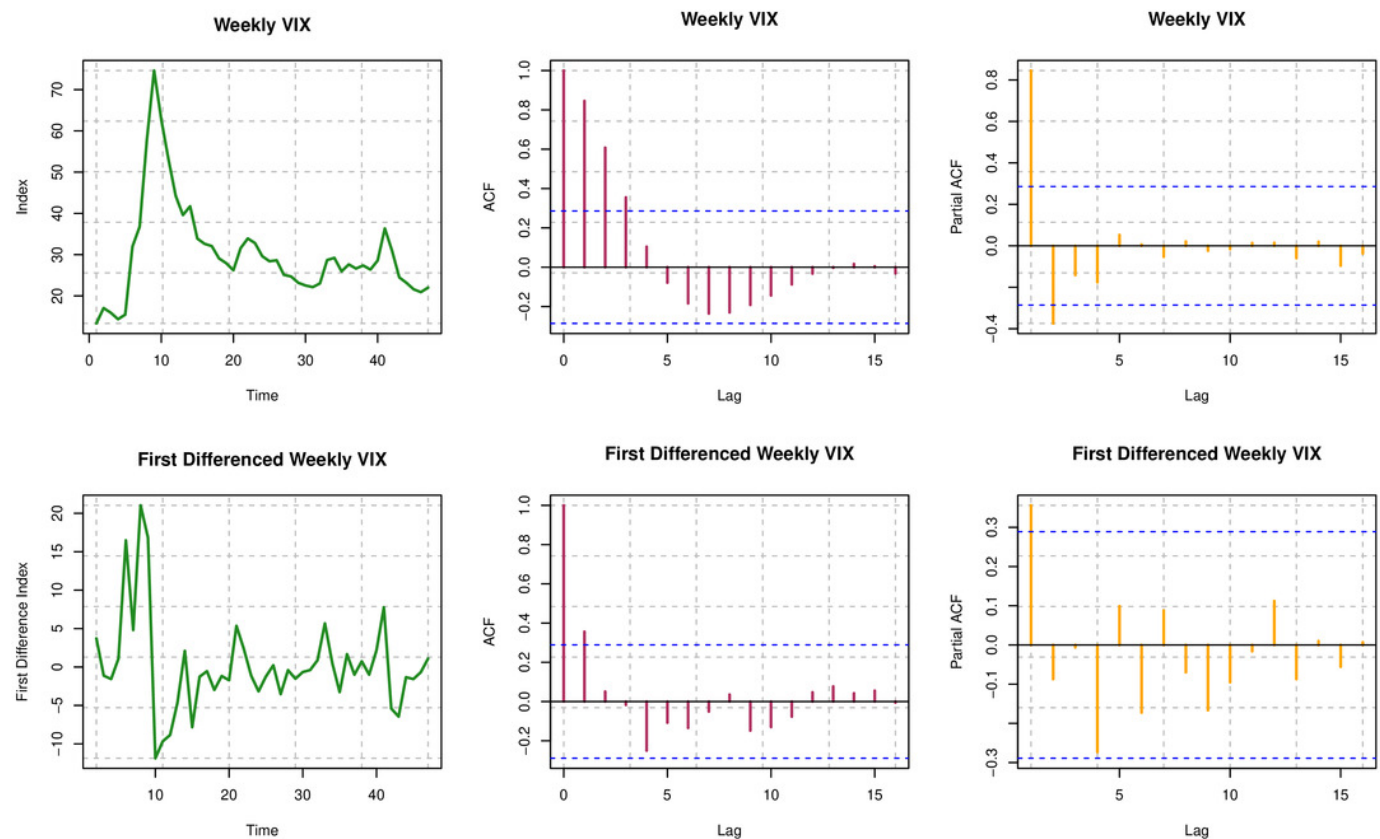 Weekly VIX
Index
20 30 40 50 60 70
0 10 20 30 40
Time
Weekly VIX
ACF
−0.2 0.0 0.2 0.4 0.6 0.8 1.0
0 5 10 15
Lag
Weekly VIX
Partial ACF
−0.4 0.0 0.2 0.4 0.6 0.8
5 10 15
Lag
First Differenced Weekly VIX
First Difference Index
−10 −5 0 5 10 15 20
10 20 30 40
Time
First Differenced Weekly VIX
ACF
−0.2 0.0 0.2 0.4 0.6 0.8 1.0
0 5 10 15
Lag
First Differenced Weekly VIX
Partial ACF
−0.3 −0.1 0.0 0.1 0.2 0.3
5 10 15
Lag